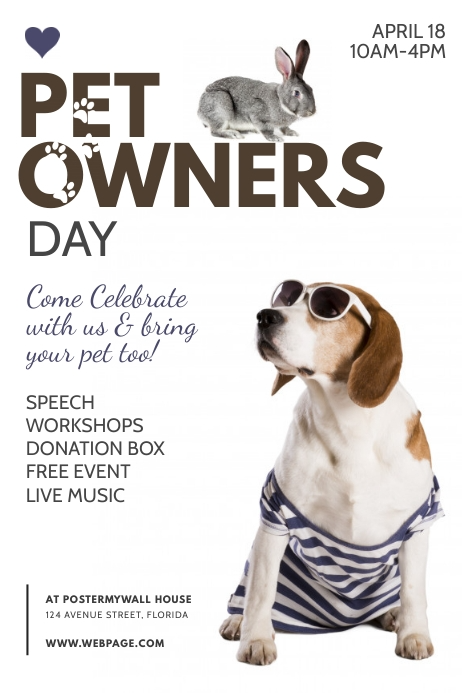 APRIL 18
10AM-4PM
PET
OWNERS
DAY
Come Celebrate
with us & bring
your pet too!
SPEECH
WORKSHOPS
DONATION BOX
FREE EVENT
LIVE MUSIC
AT POSTERMYWALL HOUSE
124 AVENUE STREET, FLORIDA
WWW.WEBPAGE.COM